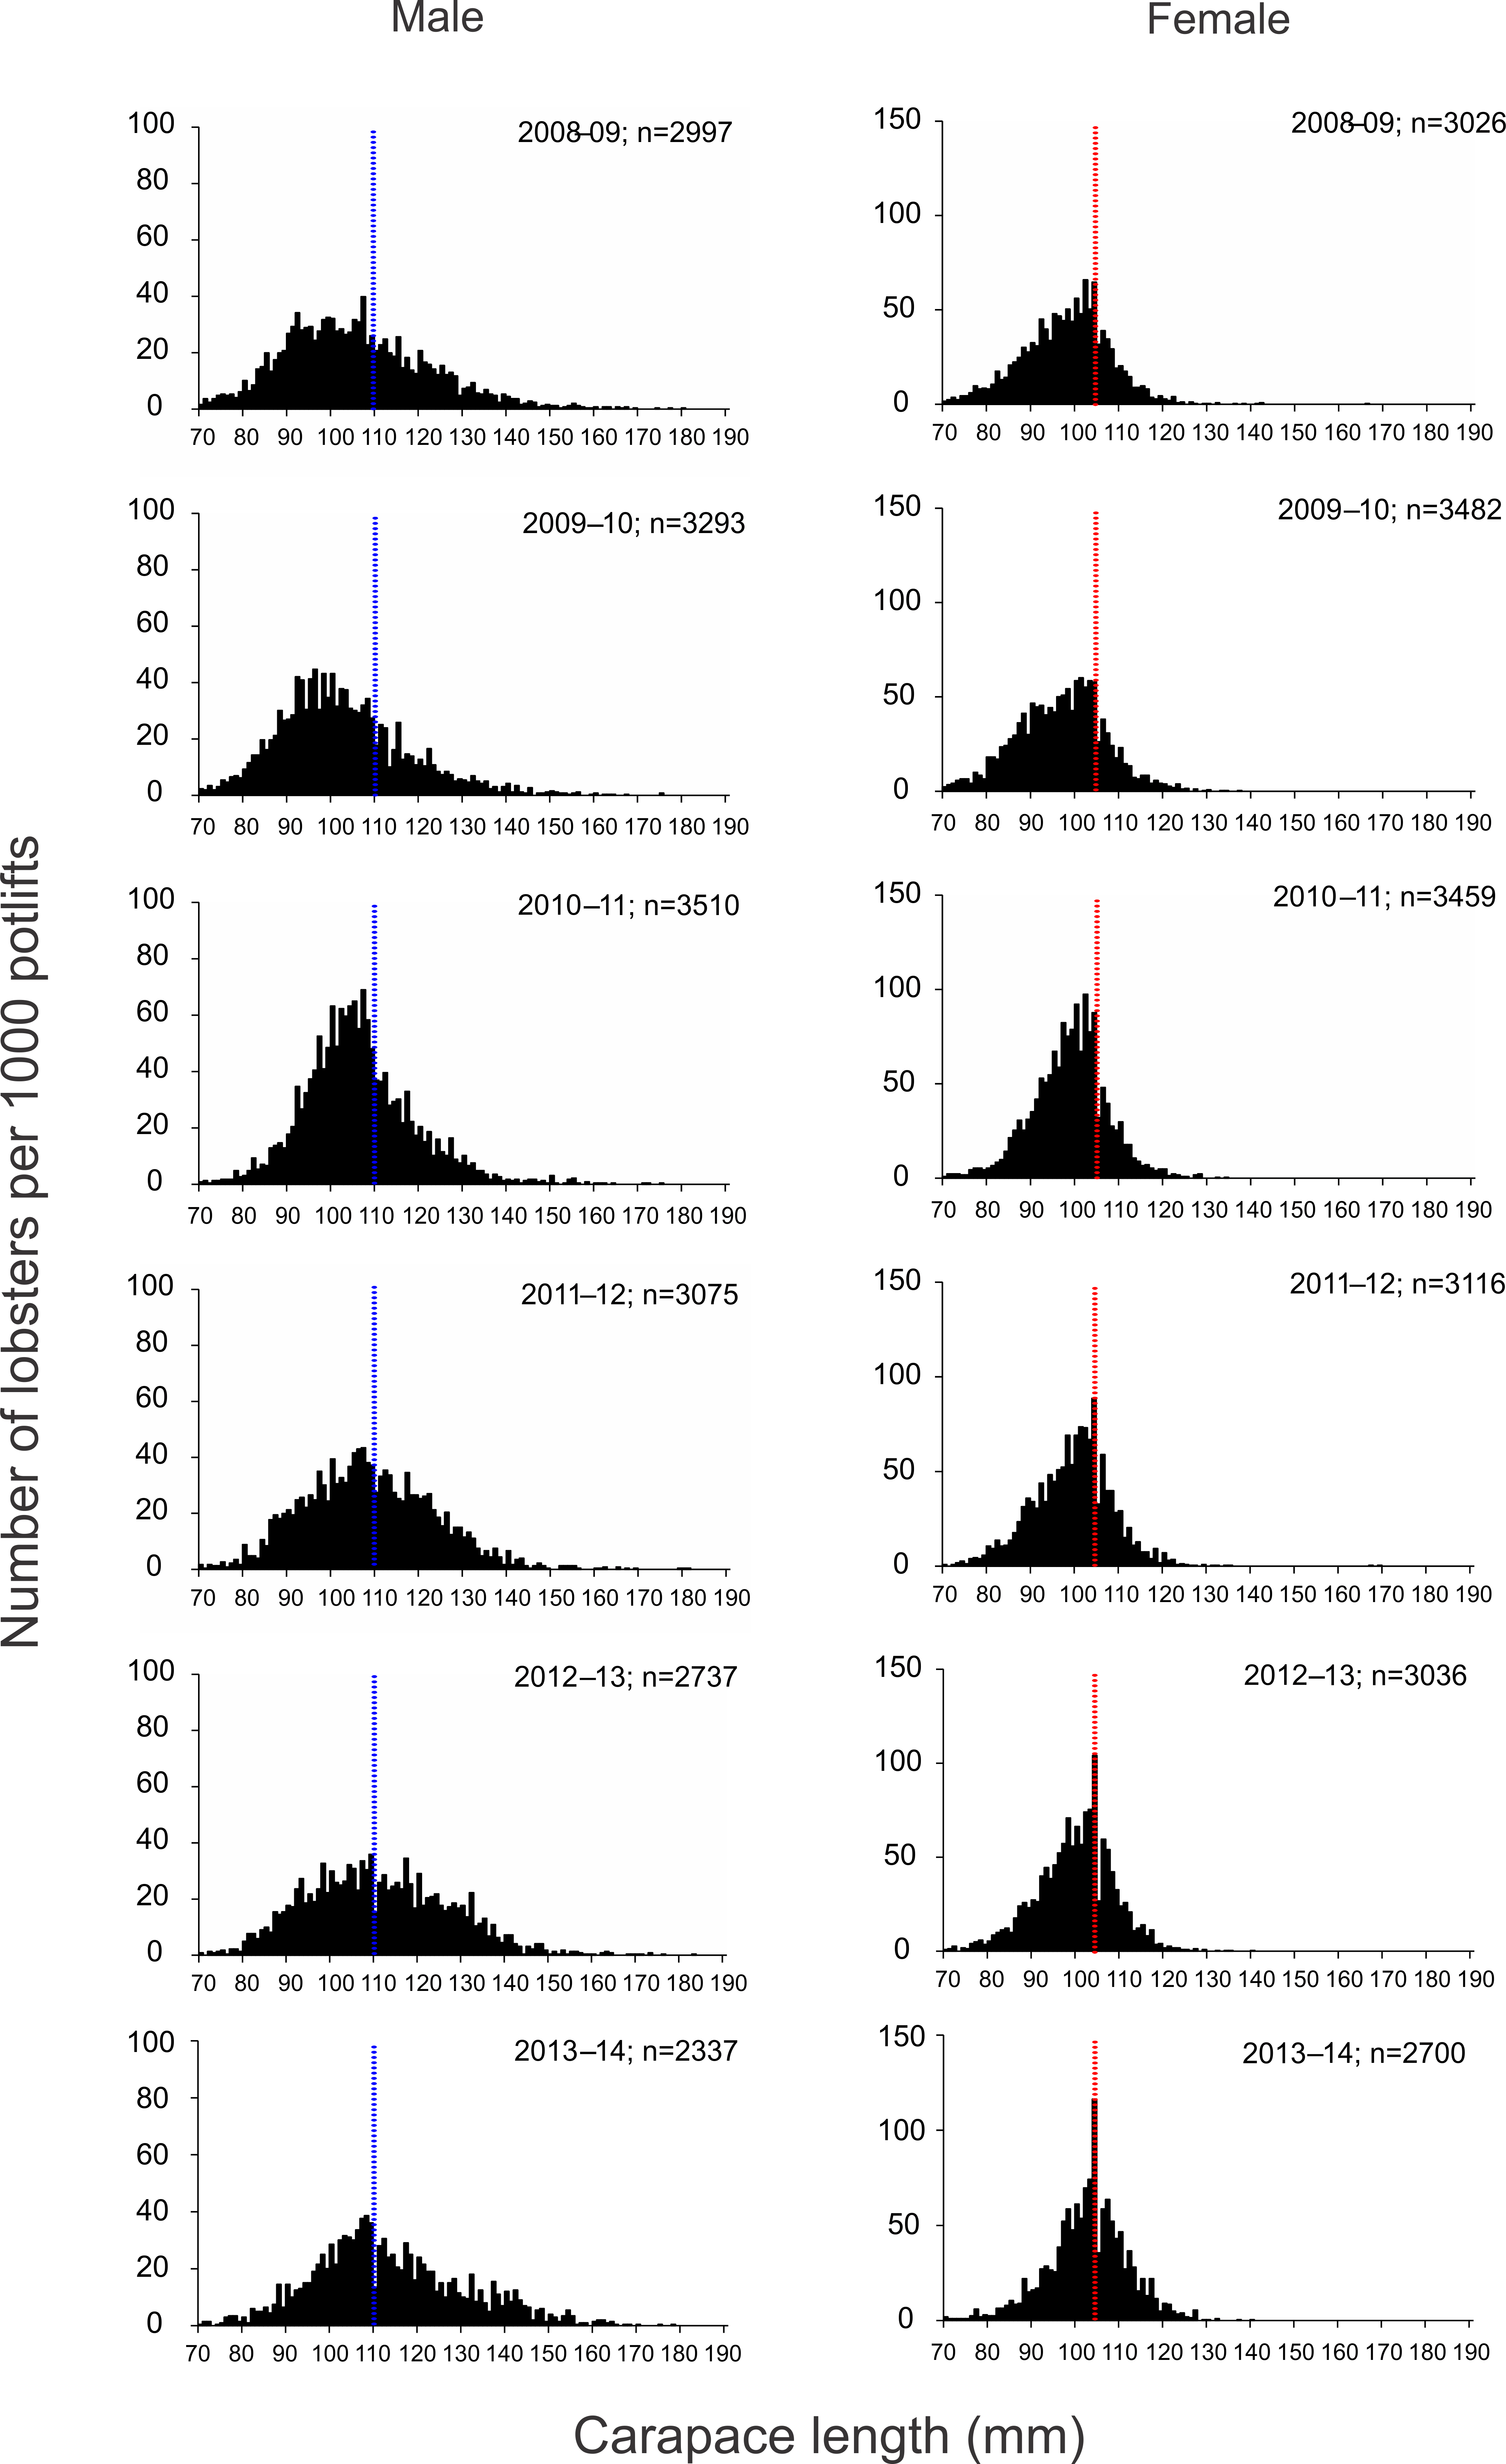 Male
Female
Number of lobsters per 1000 potlifts
2008–09; n=2997
100
80
60
40
20
0
70 80 90 100 110 120 130 140 150 160 170 180 190
2008–09; n=3026
150
100
50
0
70 80 90 100 110 120 130 140 150 160 170 180 190
2009–10; n=3293
100
80
60
40
20
0
70 80 90 100 110 120 130 140 150 160 170 180 190
2009–10; n=3482
150
100
50
0
70 80 90 100 110 120 130 140 150 160 170 180 190
2010–11; n=3510
100
80
60
40
20
0
70 80 90 100 110 120 130 140 150 160 170 180 190
2010–11; n=3459
150
100
50
0
70 80 90 100 110 120 130 140 150 160 170 180 190
2011–12; n=3075
100
80
60
40
20
0
70 80 90 100 110 120 130 140 150 160 170 180 190
2011–12; n=3116
150
100
50
0
70 80 90 100 110 120 130 140 150 160 170 180 190
2012–13; n=2737
100
80
60
40
20
0
70 80 90 100 110 120 130 140 150 160 170 180 190
2012–13; n=3036
150
100
50
0
70 80 90 100 110 120 130 140 150 160 170 180 190
2013–14; n=2337
100
80
60
40
20
0
70 80 90 100 110 120 130 140 150 160 170 180 190
2013–14; n=2700
150
100
50
0
70 80 90 100 110 120 130 140 150 160 170 180 190
Carapace length (mm)